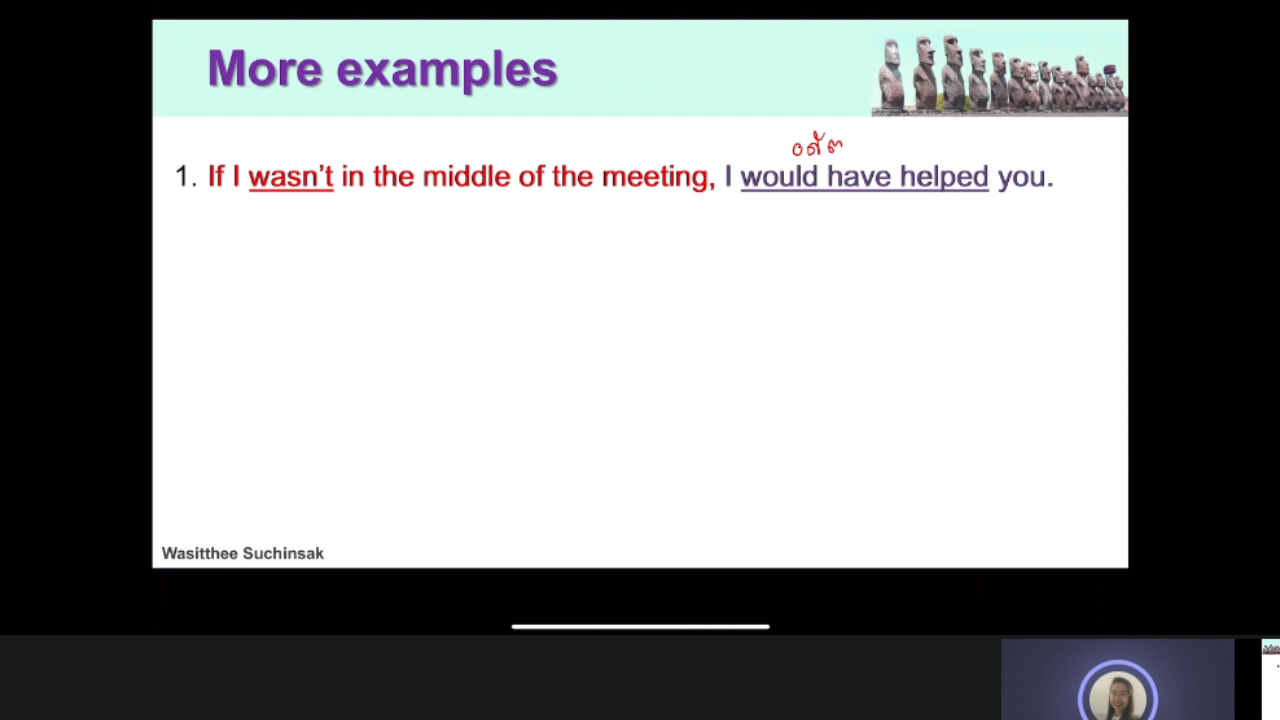 More examples
อดีต
1. If I wasn't in the middle of the meeting, I would have helped you.
Wasitthee Suchinsak